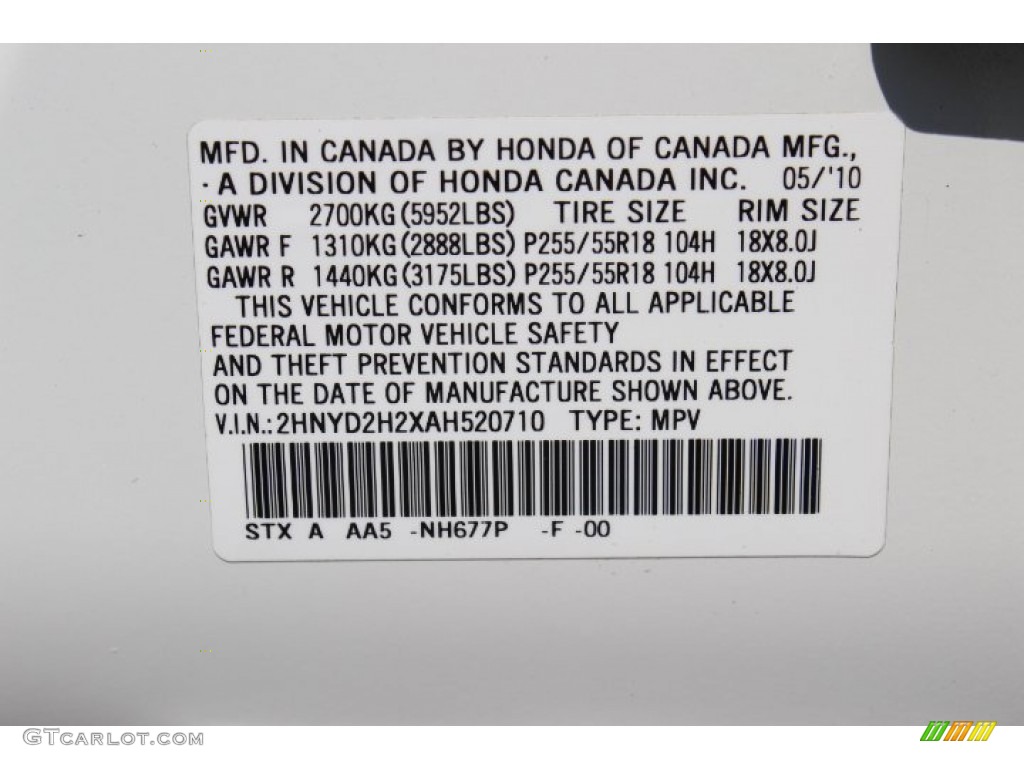 MFD. IN CANADA BY HONDA OF CANADA MFG.,
· A DIVISION OF HONDA CANADA INC. 05/'10
GVWR 2700KG (5952LBS) TIRE SIZE RIM SIZE
GAWR F 1310KG (2888LBS) P255/55R18 104H 18X8.0J
GAWR R 1440KG (3175LBS) P255/55R18 104H 18X8.0J
THIS VEHICLE CONFORMS TO ALL APPLICABLE
FEDERAL MOTOR VEHICLE SAFETY
AND THEFT PREVENTION STANDARDS IN EFFECT
ON THE DATE OF MANUFACTURE SHOWN ABOVE.
V.I.N.: 2HNYD2H2XAH520710 TYPE: MPV
STX A AA5 -NH677P -F -00
GTCARLOT.COM